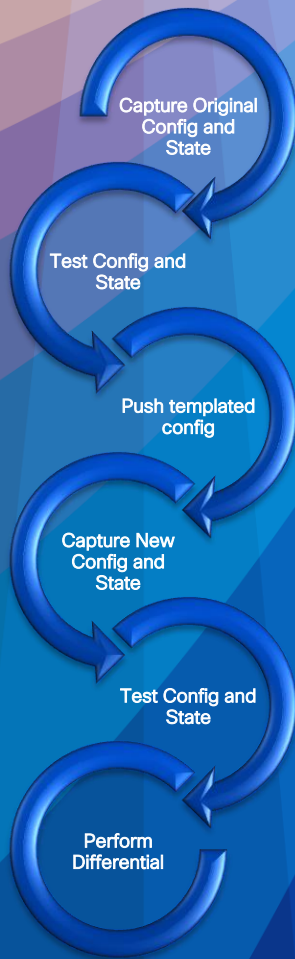 Capture Original
Config and
State
Test Config and
State
Push templated
config
Capture New
Config and
State
Test Config and
State
Perform
Differential